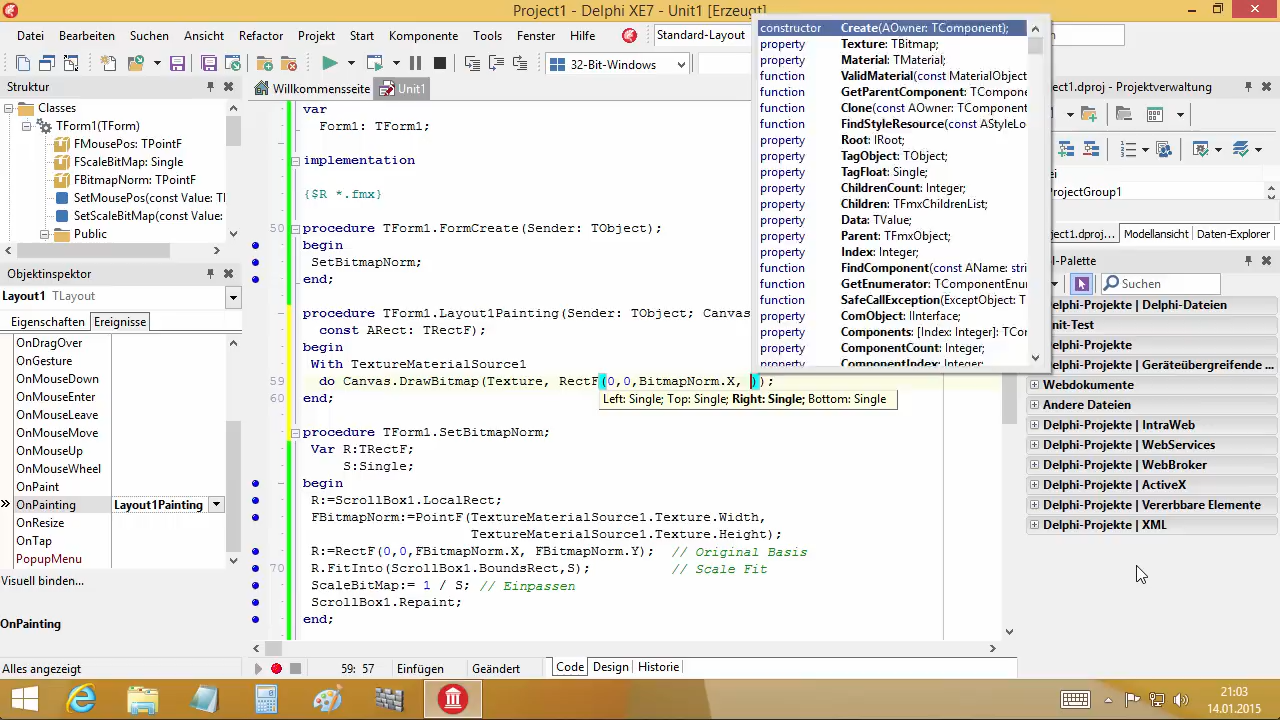 Project1 - Delphi XE7 - Unit1 [Erzeugt]
Datei
Suchen
Refactor
Projekt
Start
Komponente
Tools
Fenster
Hilfe
Standard-Layout
32-Bit-Windows
Struktur
Classes
TForm1(TForm)
FMousePos: TPointF
FScaleBitMap: Single
FBitmapNorm: TPointF
SetMousePos(const Value: TF
SetScaleBitMap(const Value:
Public
Objektinspektor
Layout1 TLayout
Eigenschaften Ereignisse
OnDragOver
OnGesture
OnMouseDown
OnMouseEnter
OnMouseLeave
OnMouseMove
OnMouseUp
OnMouseWheel
OnPaint
OnPainting Layout1Painting
OnResize
OnTap
PopupMenu
Visuell binden...
OnPainting
Alles angezeigt
Willkommensseite Unit1
var
Form1: TForm1;
implementation
{$R *.fmx}
50 procedure TForm1.FormCreate(Sender: TObject);
begin
SetBitmapNorm;
end;
procedure TForm1.Layout1Painting(Sender: TObject; Canvas
const ARect: TRectF);
begin
With TextureMaterialSource1
59 do Canvas.DrawBitmap(Texture, RectF(0,0,BitmapNorm.X, ));
Left: Single; Top: Single; Right: Single; Bottom: Single
60 end;
procedure TForm1.SetBitmapNorm;
Var R:TRectF;
S:Single;
begin
R:=ScrollBox1.LocalRect;
FBitmapNorm:=PointF(TextureMaterialSource1.Texture.Width,
TextureMaterialSource1.Texture.Height);
R:=RectF(0,0,FBitmapNorm.X, FBitmapNorm.Y); // Original Basis
70 R.FitInto(ScrollBox1.BoundsRect,S); // Scale Fit
ScaleBitMap:= 1 / S; // Einpassen
ScrollBox1.Repaint;
end;
59: 57 Einfügen Geändert Code Design Historie
constructor Create(AOwner: TComponent);
property Texture: TBitmap;
property Material: TMaterial;
function ValidMaterial(const MaterialObject
function GetParentComponent: TCompone
function Clone(const AOwner: TComponen
function FindStyleResource(const AStyleLo
property Root: IRoot;
property TagObject: TObject;
property TagFloat: Single;
property ChildrenCount: Integer;
property Children: TFmxChildrenList;
property Data: TValue;
property Parent: TFmxObject;
property Index: Integer;
function FindComponent(const AName: stri
function GetEnumerator: TComponentEnu
function SafeCallException(ExceptObject: T
property ComObject: IInterface;
property Components: [Index: Integer]: TCo
property ComponentCount: Integer;
property ComponentIndex: Integer;
ect1.dproj - Projektverwaltung
ei
ProjectGroup1
ject1.dproj... Modellansicht Daten-Explorer
l-Palette
Suchen
Delphi-Projekte | Delphi-Dateien
Unit-Test
Delphi-Projekte
Delphi-Projekte | Geräteübergreifende ...
Webdokumente
Andere Dateien
Delphi-Projekte | IntraWeb
Delphi-Projekte | WebServices
Delphi-Projekte | WebBroker
Delphi-Projekte | ActiveX
Delphi-Projekte | Vererbbare Elemente
Delphi-Projekte | XML
21:03
14.01.2015